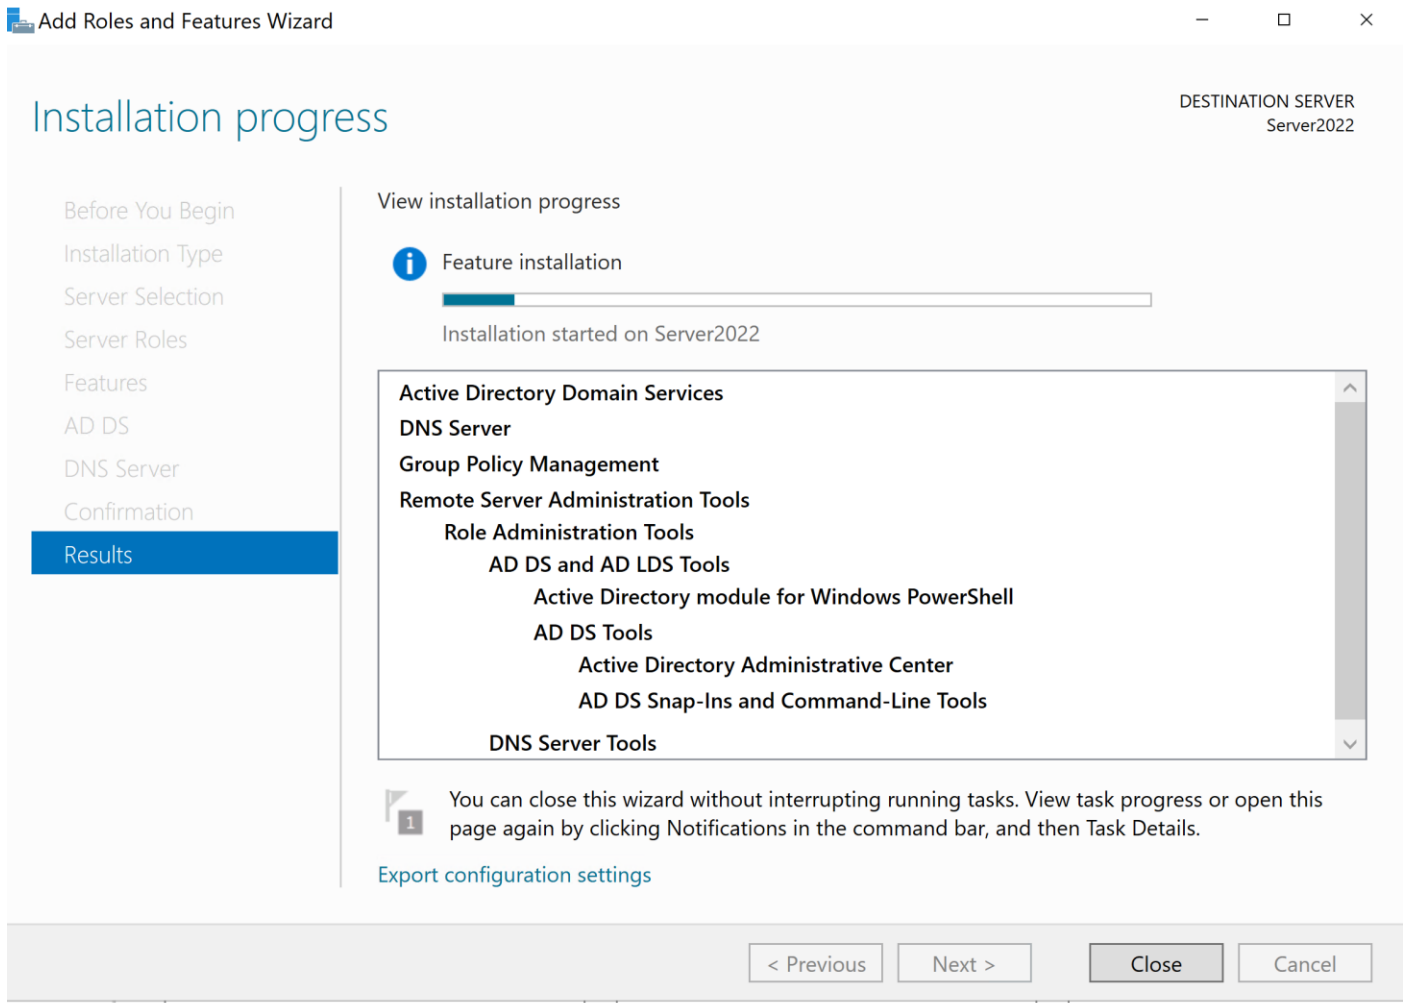 Add Roles and Features Wizard
Installation progress
DESTINATION SERVER
Server2022
Before You Begin
Installation Type
Server Selection
Server Roles
Features
AD DS
DNS Server
Confirmation
Results
View installation progress
Feature installation
Installation started on Server2022
Active Directory Domain Services
DNS Server
Group Policy Management
Remote Server Administration Tools
Role Administration Tools
AD DS and AD LDS Tools
Active Directory module for Windows PowerShell
AD DS Tools
Active Directory Administrative Center
AD DS Snap-Ins and Command-Line Tools
DNS Server Tools
1
You can close this wizard without interrupting running tasks. View task progress or open this
page again by clicking Notifications in the command bar, and then Task Details.
Export configuration settings
< Previous
Next >
Close
Cancel